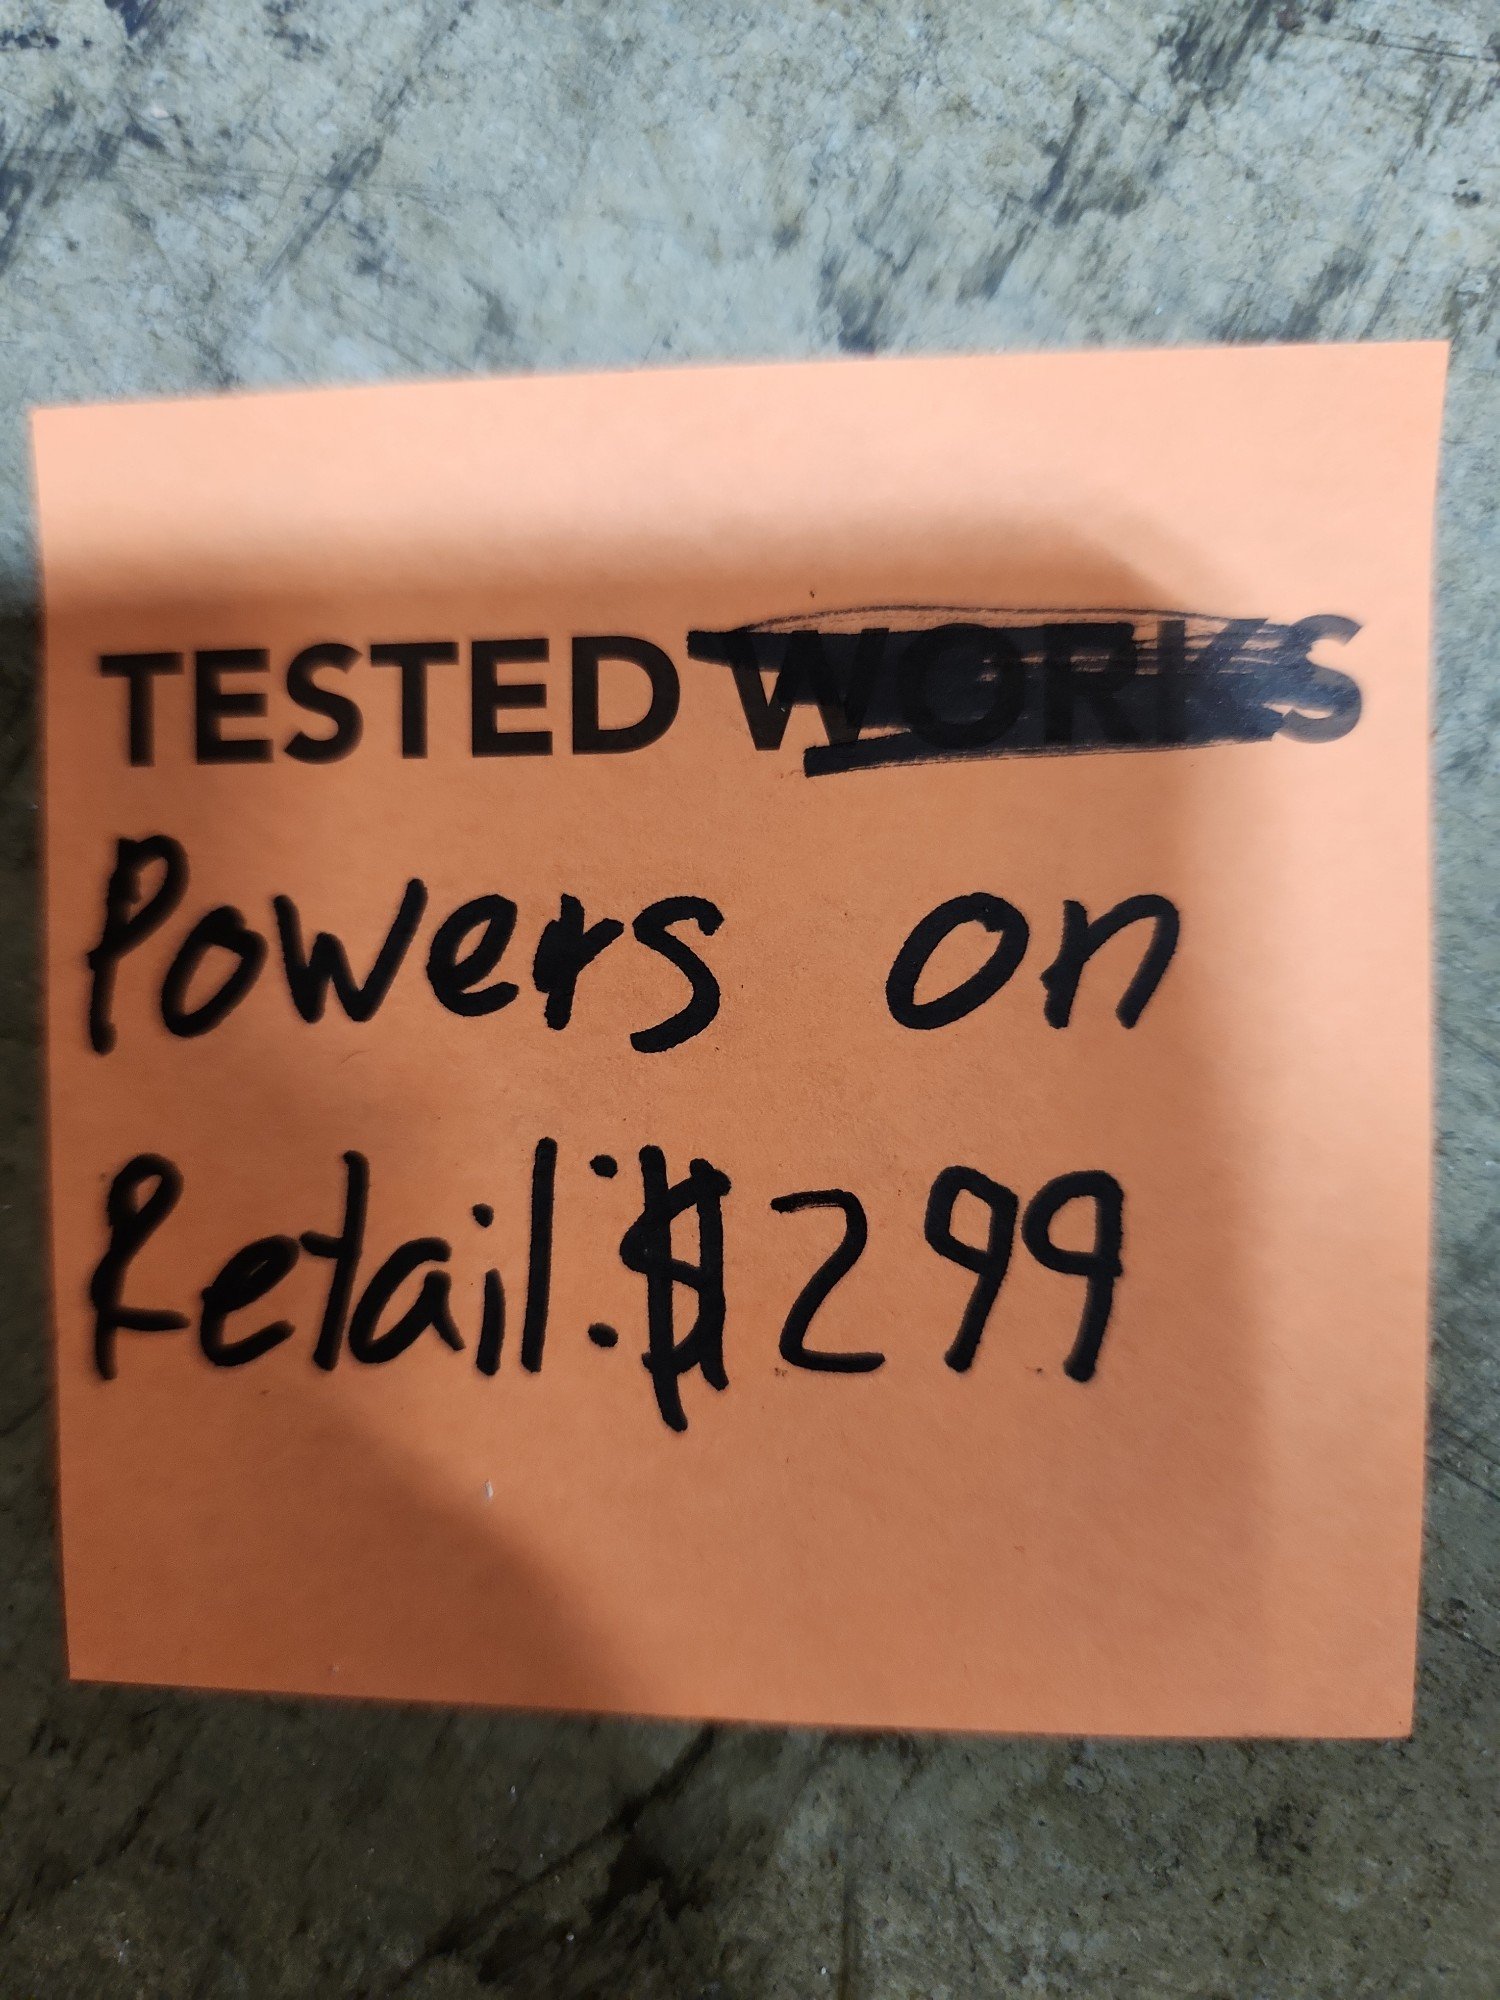 TESTED WORKS
Powers on
Retail: $299